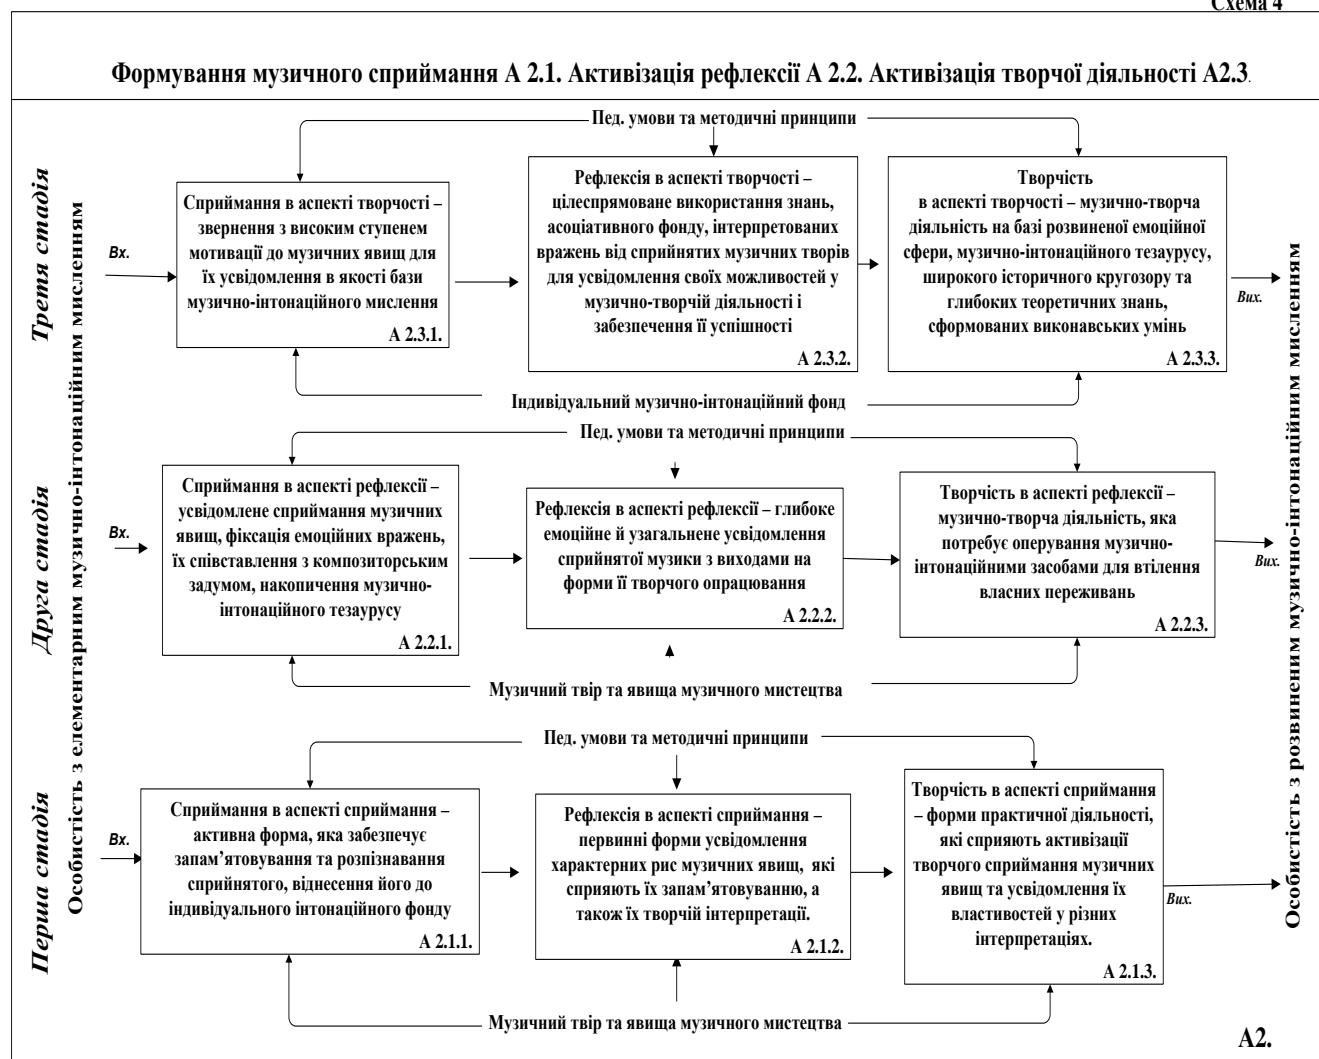 Схема 4
Формування музичного сприймання А 2.1. Активізація рефлексії А 2.2. Активізація творчої діяльності А2.3.
Особистість з елементарним музично-інтонаційним мисленням
Третя стадія
Пед. умови та методичні принципи
Вх.
Сприймання в аспекті творчості –
звернення з високим ступенем
мотивації до музичних явищ для
їх усвідомлення в якості бази
музично-інтонаційного мислення
А 2.3.1.
Рефлексія в аспекті творчості –
цілеспрямоване використання знань,
асоціативного фонду, інтерпретованих
вражень від сприйнятих музичних творів
для усвідомлення своїх можливостей у
музично-творчій діяльності і
забезпечення її успішності
А 2.3.2.
Творчість
в аспекті творчості – музично-творча
діяльність на базі розвиненої емоційної
сфери, музично-інтонаційного тезаурусу,
широкого історичного кругозору та
глибоких теоретичних знань,
сформованих виконавських умінь
А 2.3.3.
Вих.
Індивідуальний музично-інтонаційний фонд
Друга стадія
Пед. умови та методичні принципи
Вх.
Сприймання в аспекті рефлексії –
усвідомлене сприймання музичних
явищ, фіксація емоційних вражень,
їх співставлення з композиторським
задумом, накопичення музично-
інтонаційного тезаурусу
А 2.2.1.
Рефлексія в аспекті рефлексії – глибоке
емоційне й узагальнене усвідомлення
сприйнятої музики з виходами на
форми її творчого опрацювання
А 2.2.2.
Творчість в аспекті рефлексії –
музично-творча діяльність, яка
потребує оперування музично-
інтонаційними засобами для втілення
власних переживань
А 2.2.3.
Вих.
Музичний твір та явища музичного мистецтва
Перша стадія
Пед. умови та методичні принципи
Вх.
Сприймання в аспекті сприймання –
активна форма, яка забезпечує
запам’ятовування та розпізнавання
сприйнятого, віднесення його до
індивідуального інтонаційного фонду
А 2.1.1.
Рефлексія в аспекті сприймання –
первинні форми усвідомлення
характерних рис музичних явищ, які
сприяють їх запам’ятовуванню, а
також їх творчій інтерпретації.
А 2.1.2.
Творчість в аспекті сприймання
– форми практичної діяльності,
які сприяють активізації
творчого сприймання музичних
явищ та усвідомлення їх
властивостей у різних
інтерпретаціях.
А 2.1.3.
Вих.
Музичний твір та явища музичного мистецтва
Особистість з розвиненим музично-інтонаційним мисленням
А2.